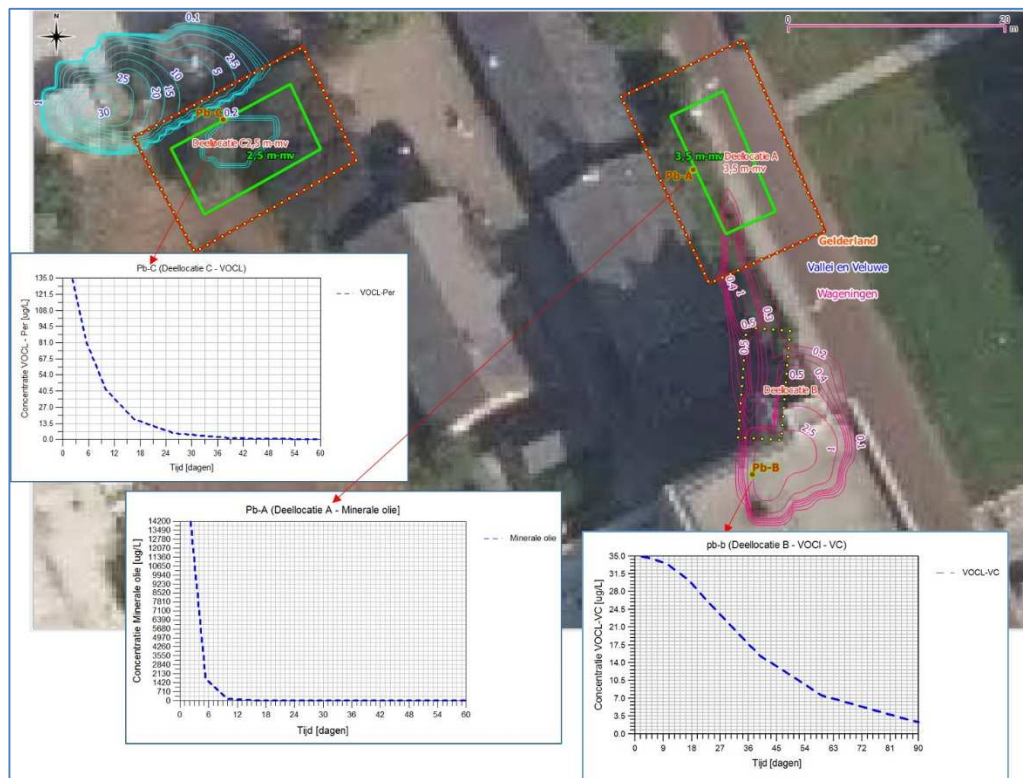 0.1
2.5
5
10
15
20
25
30
1
0
20
m
Pb-C
0.2
Deellocatie C2,5 m-mv
2,5 m-mv
3,5 m-mv
Deellocatie A
3,5 m-mv
Pb-A
Gelderland
Vallei en Veluwe
Wageningen
0.4
1
0.3
0.5
0.5
0.2
0.5
0.4
Deellocatie B
2.5
1
0.1
Pb-B
Pb-C (Deellocatie C - VOCL)
VOCL-Per
Concentratie VOCL - Per [ug/L]
135.0
121.5
108.0
94.5
81.0
67.5
54.0
40.5
27.0
13.5
0.0
0 6 12 18 24 30 36 42 48 54 60
Tijd [dagen]
Pb-A (Deellocatie A - Minerale olie]
Minerale olie
Concentratie Minerale olie [ug/L]
14200
13490
12780
12070
11360
10650
9940
9230
8520
7810
7100
6390
5680
4970
4260
3550
2840
2130
1420
710
0
0 6 12 18 24 30 36 42 48 54 60
Tijd [dagen]
pb-b (Deellocatie B - VOCl - VC)
VOCL-VC
Concentratie VOCL-VC [ug/L]
35.0
31.5
28.0
24.5
21.0
17.5
14.0
10.5
7.0
3.5
0.0
0 9 18 27 36 45 54 63 72 81 90
Tijd [dagen]